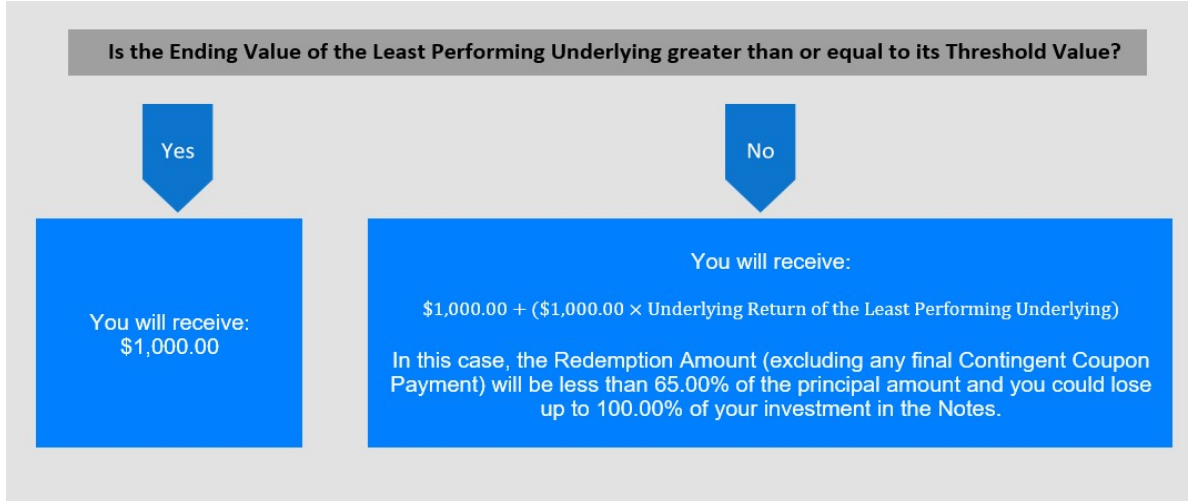 Is the Ending Value of the Least Performing Underlying greater than or equal to its Threshold Value?
Yes
No
You will receive:
$1,000.00
You will receive:
$1,000.00 + ($1,000.00 × Underlying Return of the Least Performing Underlying)
In this case, the Redemption Amount (excluding any final Contingent Coupon
Payment) will be less than 65.00% of the principal amount and you could lose
up to 100.00% of your investment in the Notes.